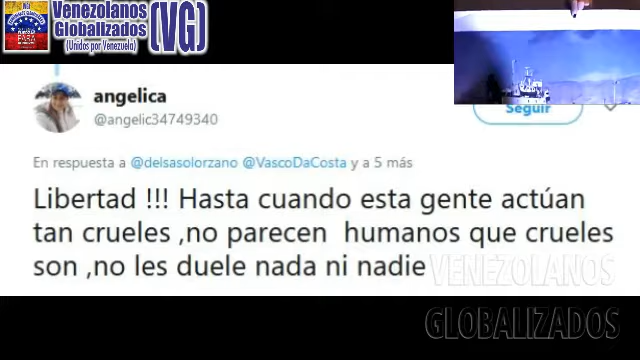 Venezolanos
Globalizados
(Unidos por Venezuela)
(VG)
angelica
@angelic34749340
Seguir
En respuesta a @delsasolorzano @VascoDaCosta y a 5 más
Libertad !!! Hasta cuando esta gente actúan
tan crueles ,no parecen humanos que crueles
son ,no les duele nada ni nadie
VENEZOLANOS
GLOBALIZADOS